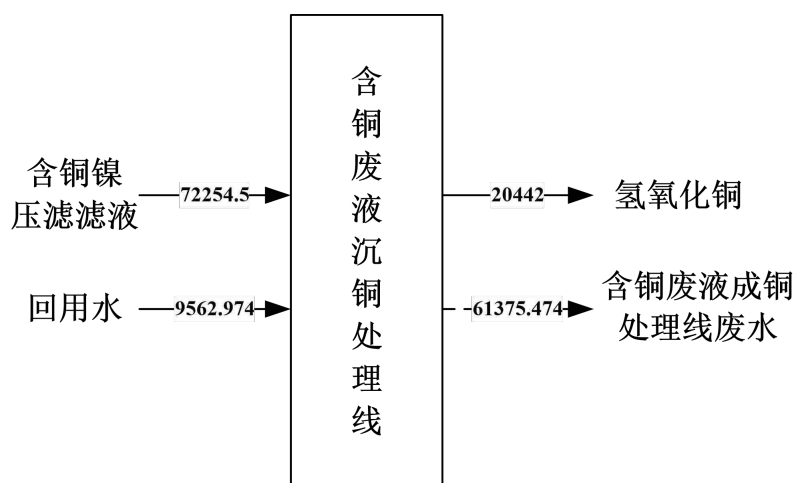 含铜镍
压滤滤液
72254.5
回用水
9562.974
含铜废液沉铜处理线
20442
氢氧化铜
61375.474
含铜废液成铜
处理线废水